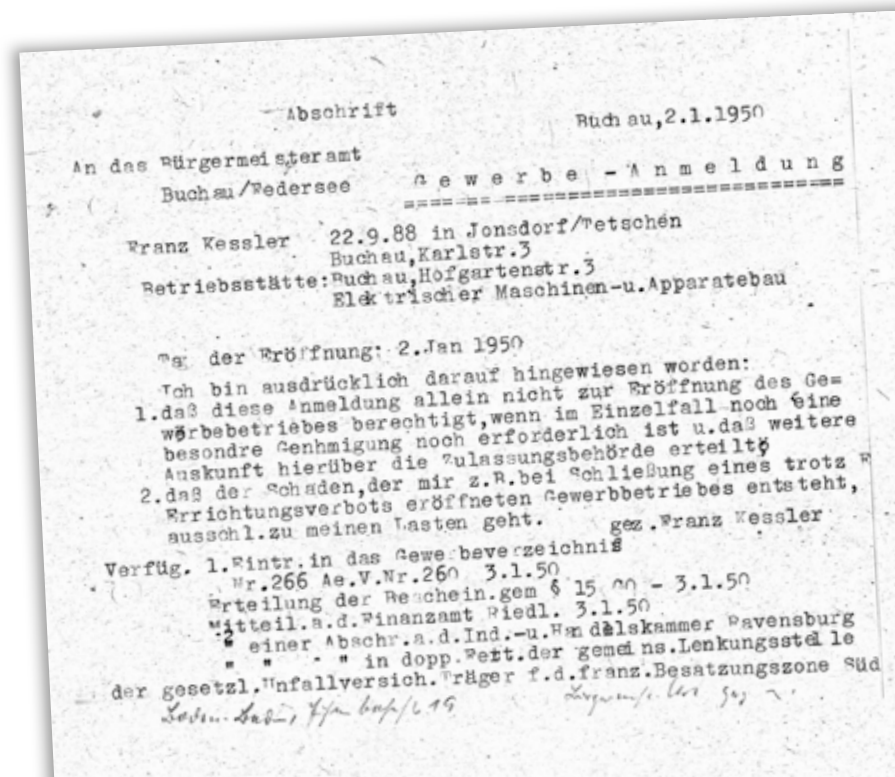 Abschrift
Buchau,2.1.1950
An das Bürgermeisteramt
Buchau/Federsee
Gewerbe -Anmeldung
Franz Kessler 22.9.88 in Jonsdorf/Tetschen
Buchau,Karlstr.3
Betriebsstätte:Buchau,Hofgartenstr.3
Elektrischer Maschinen-u.Apparatebau
Tag der Eröffnung: 2.Jan 1950
Ich bin ausdrücklich darauf hingewiesen worden:
1.daß diese Anmeldung allein nicht zur Eröffnung des Ge=
werbebetriebes berechtigt,wenn im Einzelfall noch eine
besondre Genhmigung noch erforderlich ist u.daß weitere
Auskunft hierüber die Zulassungsbehörde erteilt
2.daß der Schaden,der mir z.B.bei Schließung eines trotz
Errichtungsverbots eröffneten Gewerbbetriebes entsteht,
ausschl.zu meinen Lasten geht. gez.Franz Kessler
Verfüg. 1.Eintr.in das Gewerbeverzeichnis
Nr.266 Ae.V.Nr.260 3.1.50
Erteilung der Beschein.gem § 15 GO - 3.1.50
Mitteil.a.d.Finanzamt Riedl. 3.1.50
" einer Abschr.a.d.Ind.-u.Handelskammer Ravensburg
" " " in dopp.Fert.der gemeins.Lenkungsstelle
der gesetzl.Unfallversich.Träger f.d.franz.Besatzungszone Süd
Baden-Baden,